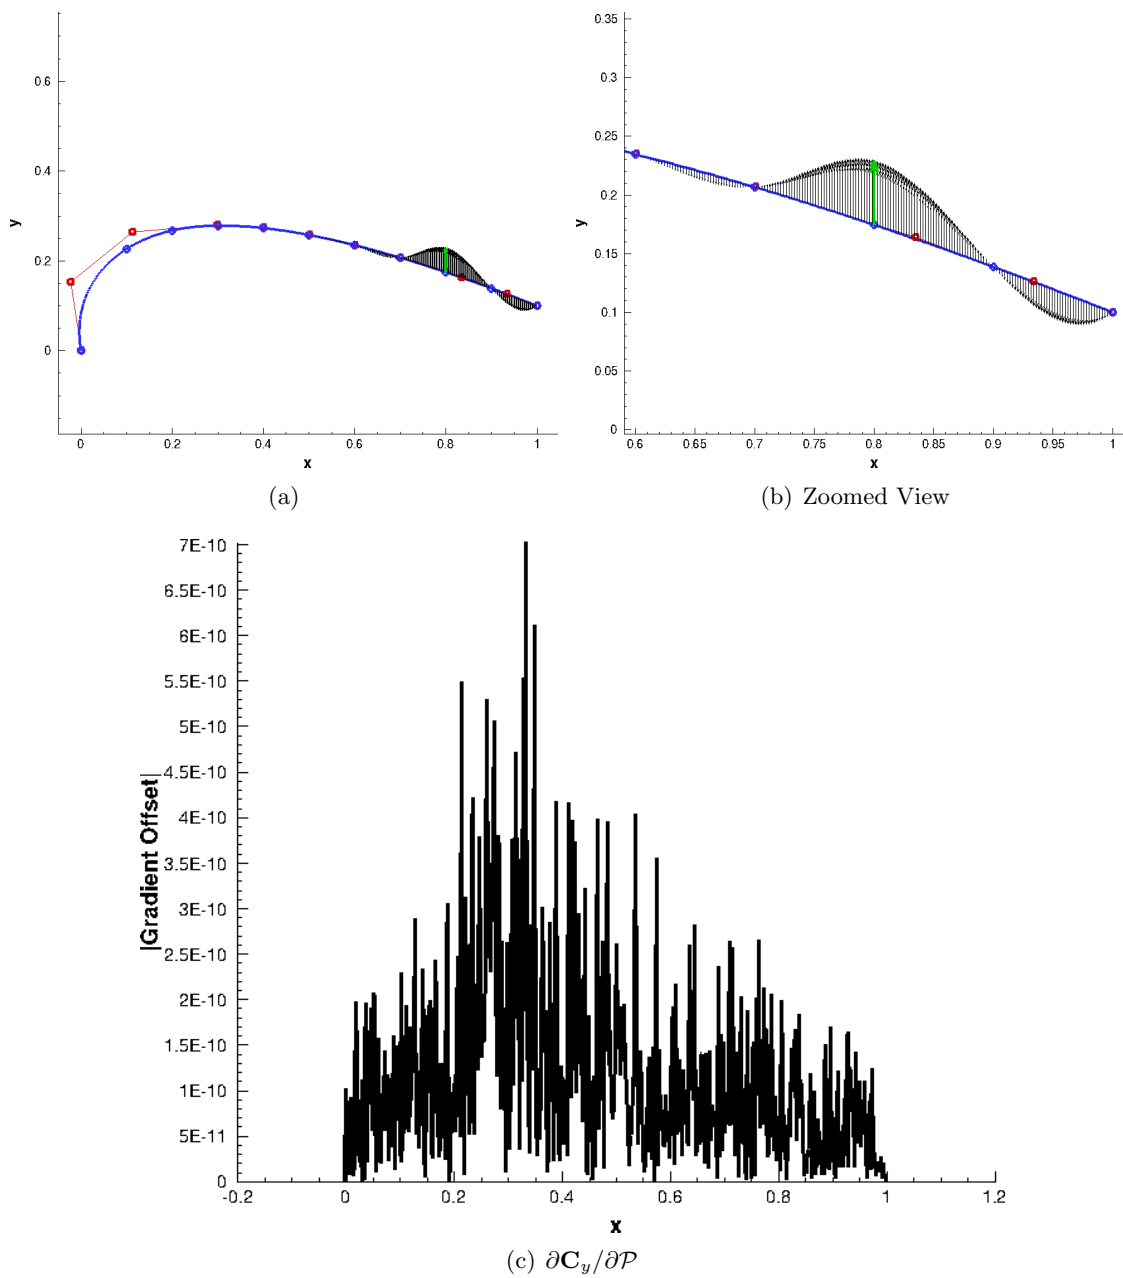 0.6
0.4
0.2
0
y
0 0.2 0.4 0.6 0.8 1
x
(a)
0.35
0.3
0.25
0.2
0.15
0.1
0.05
0
y
0.6 0.65 0.7 0.75 0.8 0.85 0.9 0.95 1
x
(b) Zoomed View
7E-10
6.5E-10
6E-10
5.5E-10
5E-10
4.5E-10
4E-10
3.5E-10
3E-10
2.5E-10
2E-10
1.5E-10
1E-10
5E-11
0
|Gradient Offset|
-0.2 0 0.2 0.4 0.6 0.8 1 1.2
x
(c) ∂𝐂y/∂𝒫